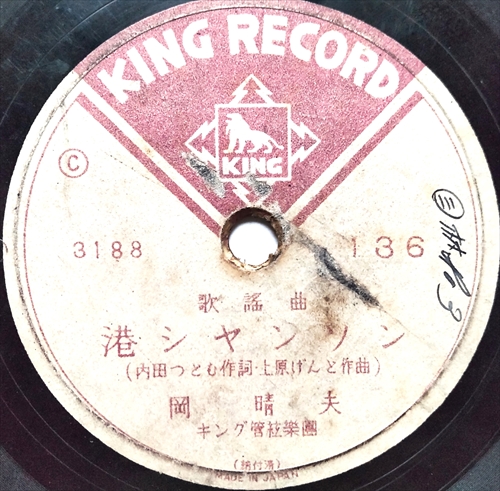 KING RECORD
KING
©
3188
136
歌謡曲
港シヤンソン
(内田つとむ作詞・上原げんと作曲)
岡 晴夫
キング管絃樂團
MADE IN JAPAN